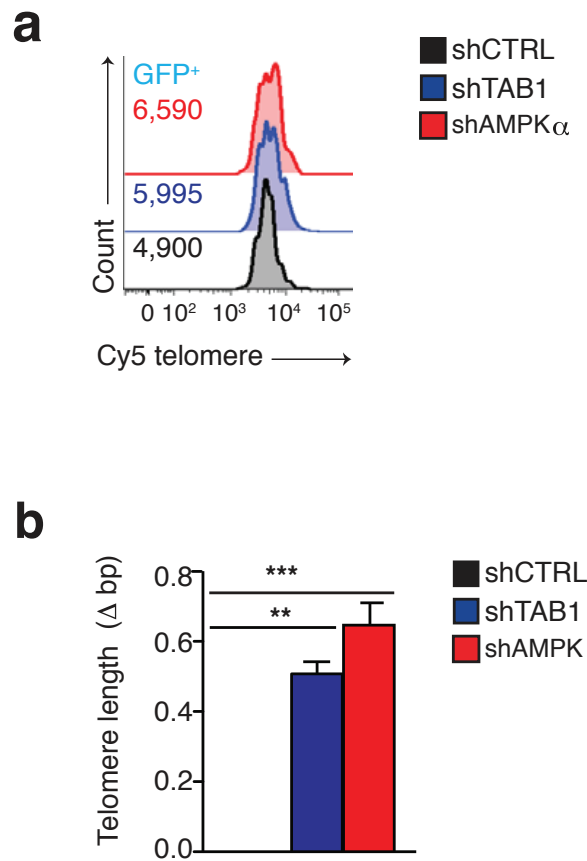 a
GFP⁺
6,590
5,995
4,900
Count
0 10² 10³ 10⁴ 10⁵
Cy5 telomere
shCTRL
shTAB1
shAMPKα
b
Telomere length (Δ bp)
0.8
0.6
0.4
0.2
0.0
***
**
shCTRL
shTAB1
shAMPK